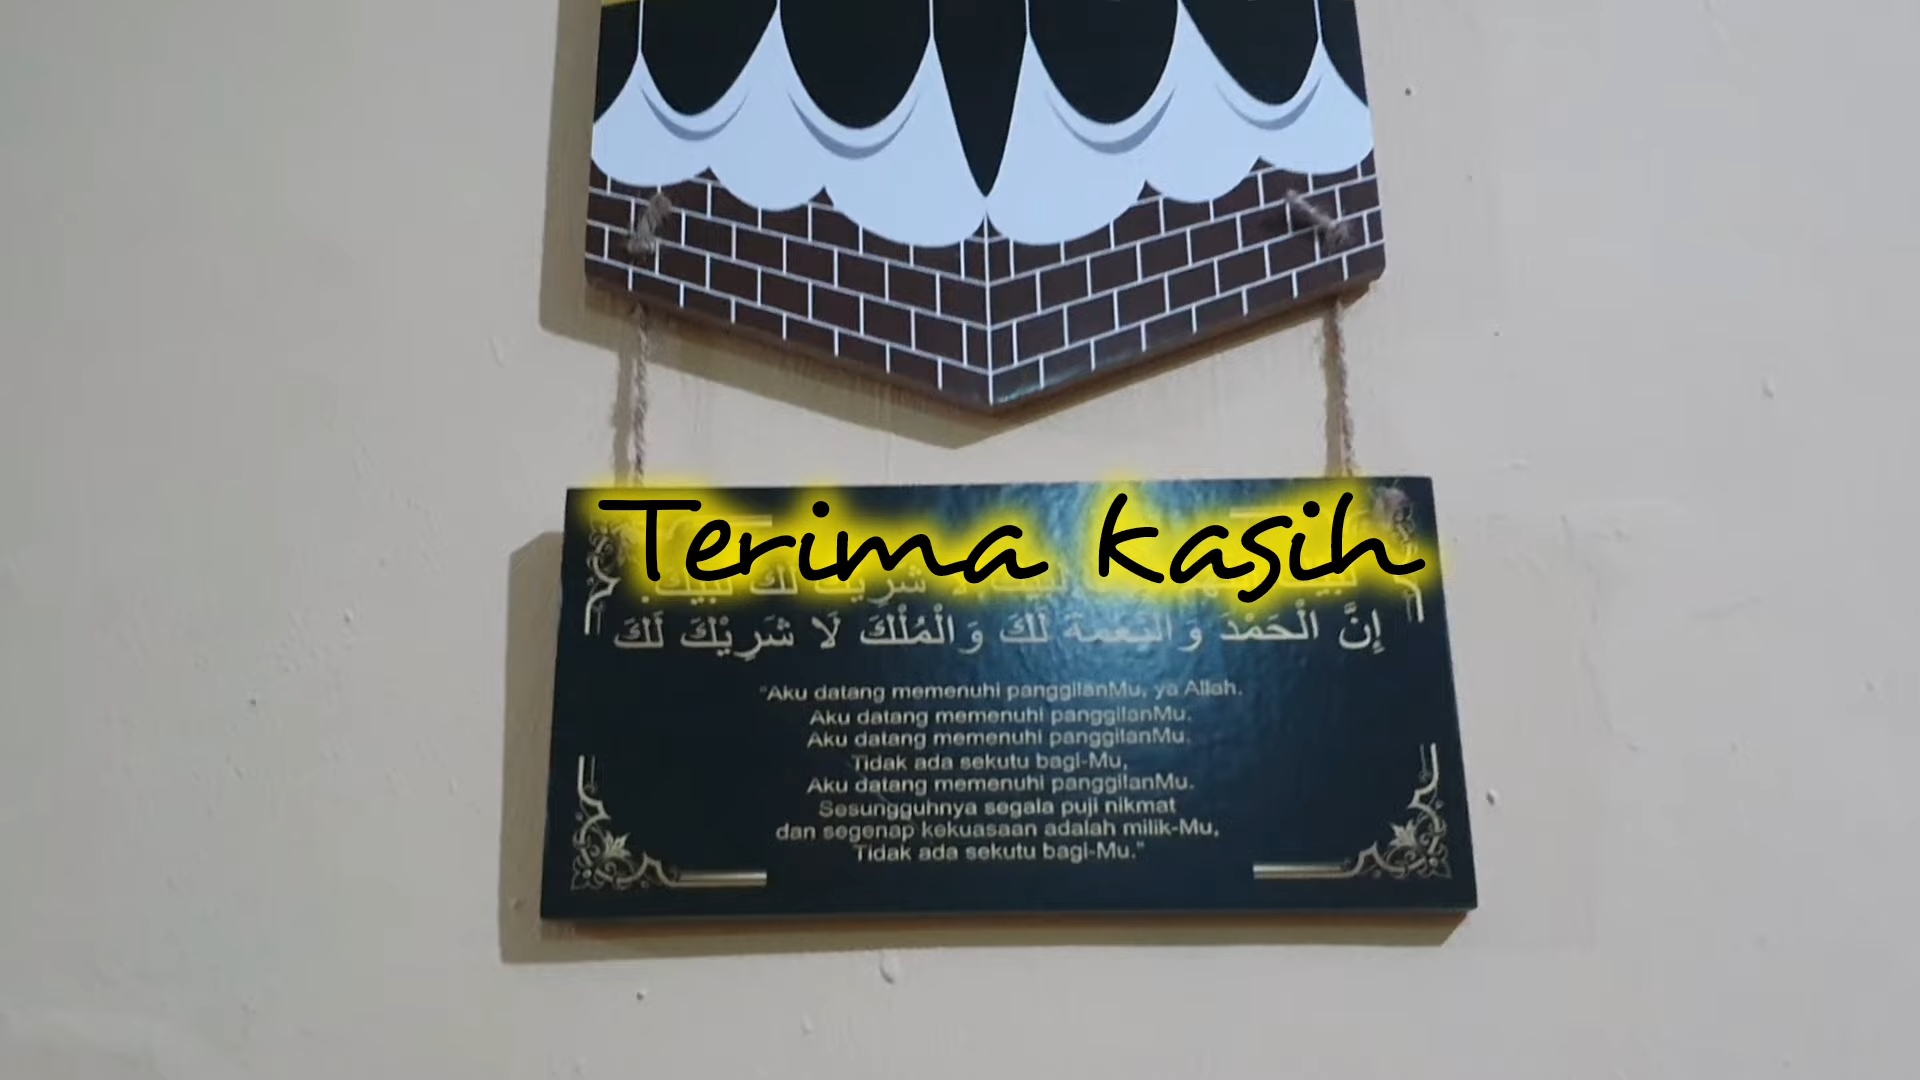 Terima kasih
لَا شَرِيْكَ لَكَ لَبَّيْكَ.
إِنَّ الْحَمْدَ وَالنِّعْمَةَ لَكَ وَالْمُلْكَ لَا شَرِيْكَ لَكَ
"Aku datang memenuhi panggilanMu, ya Allah.
Aku datang memenuhi panggilanMu.
Aku datang memenuhi panggilanMu.
Tidak ada sekutu bagi-Mu,
Aku datang memenuhi panggilanMu.
Sesungguhnya segala puji nikmat
dan segenap kekuasaan adalah milik-Mu,
Tidak ada sekutu bagi-Mu."